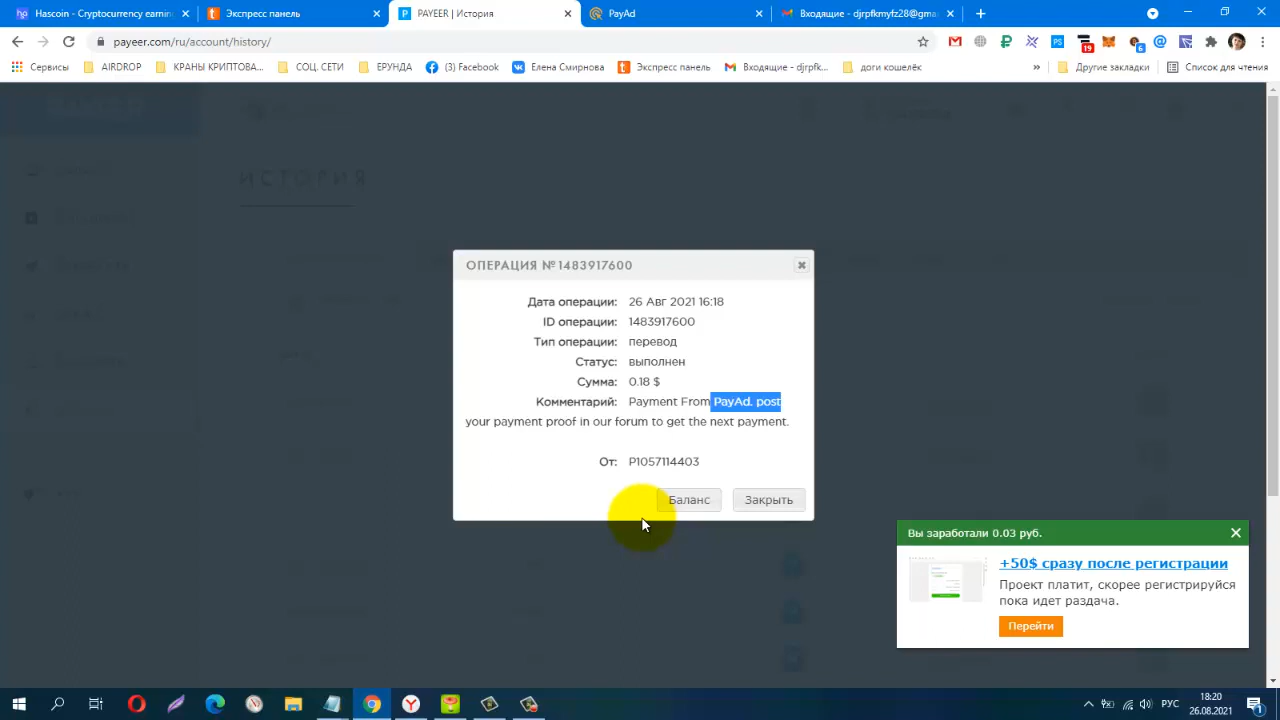 Hascoin - Cryptocurrency earning
Экспресс панель
PAYEER | История
PayAd
Входящие - djrpfkmyfz28@gma
payeer.com/ru/account/history/
19
6
Сервисы
AIRDROP
КРАНЫ КРИПТОВА...
СОЦ. СЕТИ
ЕРУНДА
(3) Facebook
Елена Смирнова
Экспресс панель
Входящие - djrpfk...
доги кошелёк
»
Другие закладки
Список для чтения
ИСТОРИЯ
ОПЕРАЦИЯ №1483917600
Дата операции: 26 Авг 2021 16:18
ID операции: 1483917600
Тип операции: перевод
Статус: выполнен
Сумма: 0.18 $
Комментарий: Payment From PayAd. post
your payment proof in our forum to get the next payment.
От: P1057114403
Баланс
Закрыть
Вы заработали 0.03 руб.
+50$ сразу после регистрации
Проект платит, скорее регистрируйся
пока идет раздача.
Перейти
РУС
18:20
26.08.2021